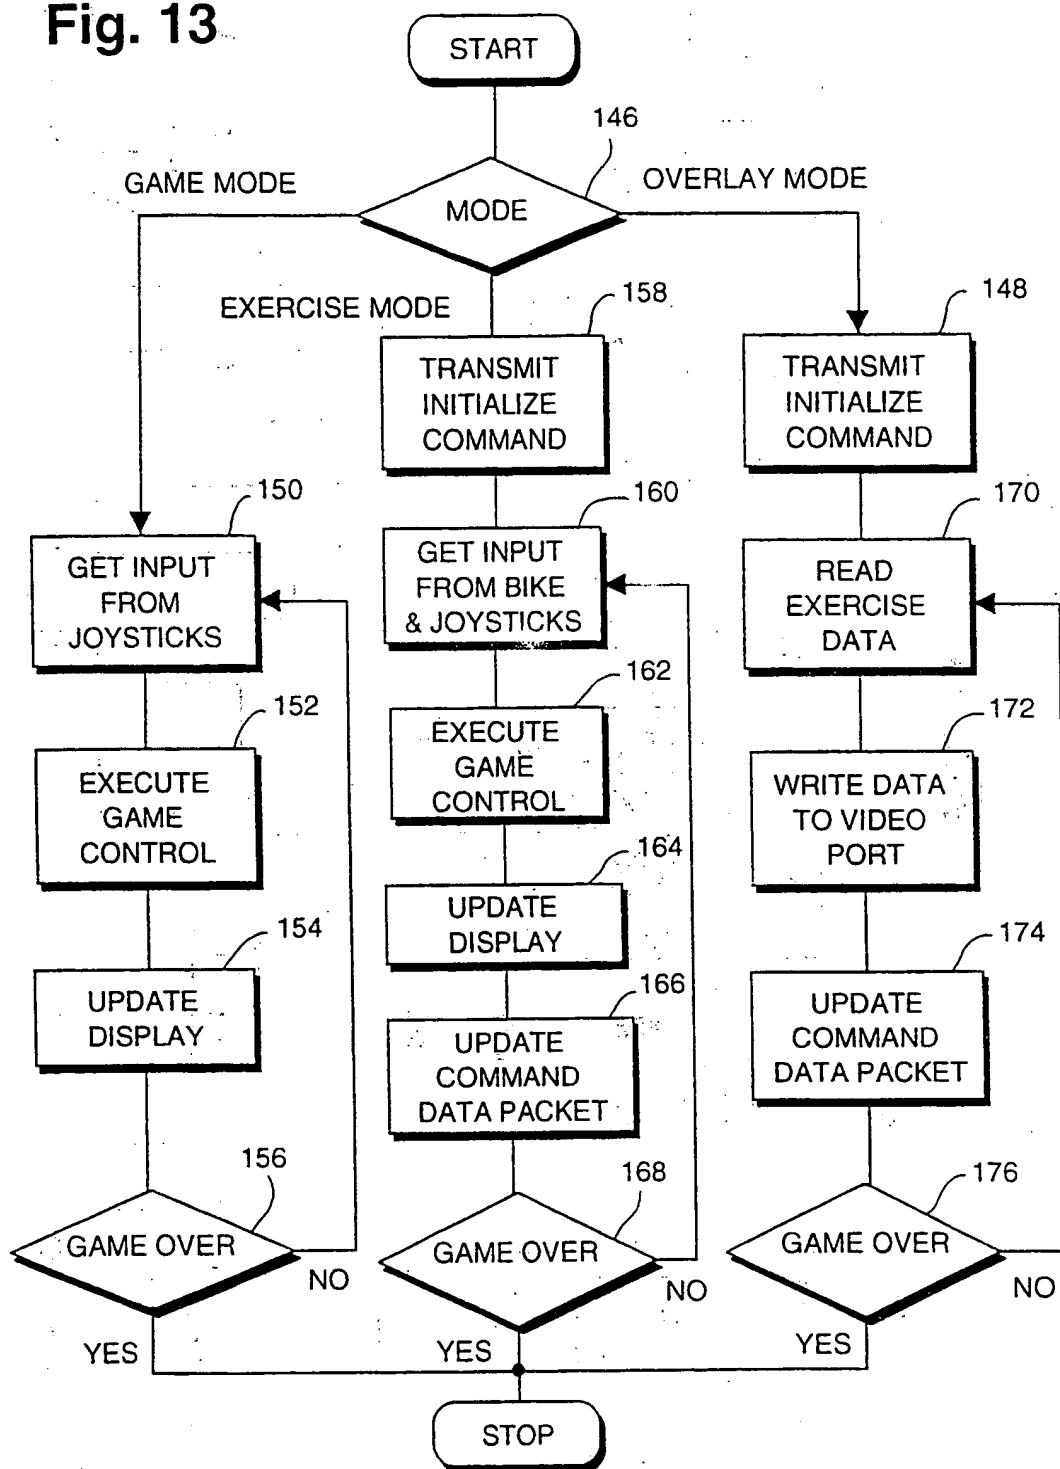 Fig. 13
START
146
GAME MODE
MODE
OVERLAY MODE
EXERCISE MODE
158
TRANSMIT
INITIALIZE
COMMAND
148
TRANSMIT
INITIALIZE
COMMAND
150
GET INPUT
FROM
JOYSTICKS
160
GET INPUT
FROM BIKE
& JOYSTICKS
170
READ
EXERCISE
DATA
152
EXECUTE
GAME
CONTROL
162
EXECUTE
GAME
CONTROL
172
WRITE DATA
TO VIDEO
PORT
164
UPDATE
DISPLAY
154
UPDATE
DISPLAY
166
UPDATE
COMMAND
DATA PACKET
174
UPDATE
COMMAND
DATA PACKET
156
GAME OVER
NO
YES
168
GAME OVER
NO
YES
176
GAME OVER
NO
YES
STOP